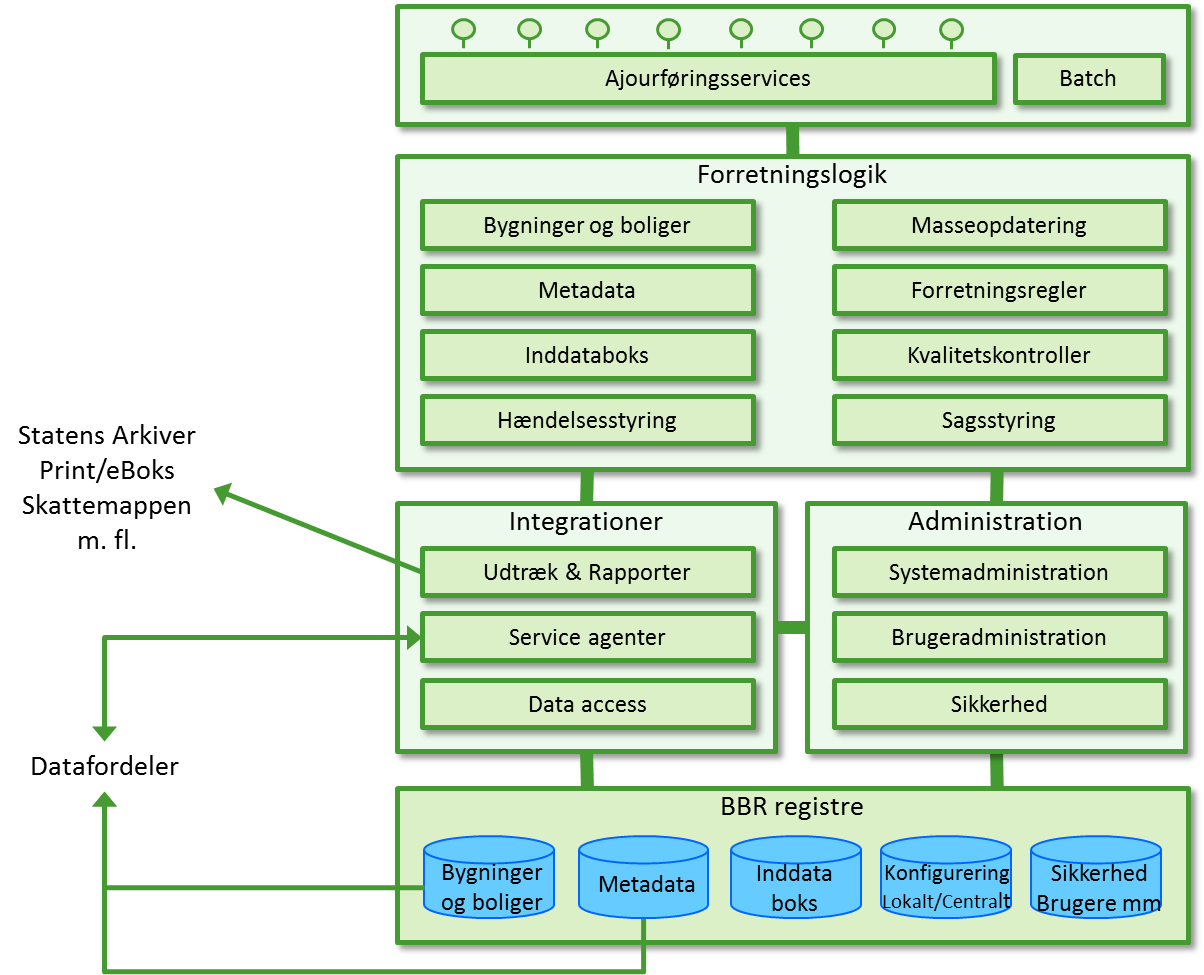 Ajourføringsservices
Batch
Forretningslogik
Bygninger og boliger
Masseopdatering
Metadata
Forretningsregler
Inddataboks
Kvalitetskontroller
Hændelsesstyring
Sagsstyring
Statens Arkiver
Print/eBoks
Skattemappen
m. fl.
Integrationer
Udtræk & Rapporter
Service agenter
Data access
Administration
Systemadministration
Brugeradministration
Sikkerhed
Datafordeler
BBR registre
Bygninger
og boliger
Metadata
Inddata
boks
Konfigurering
Lokalt/Centralt
Sikkerhed
Brugere mm